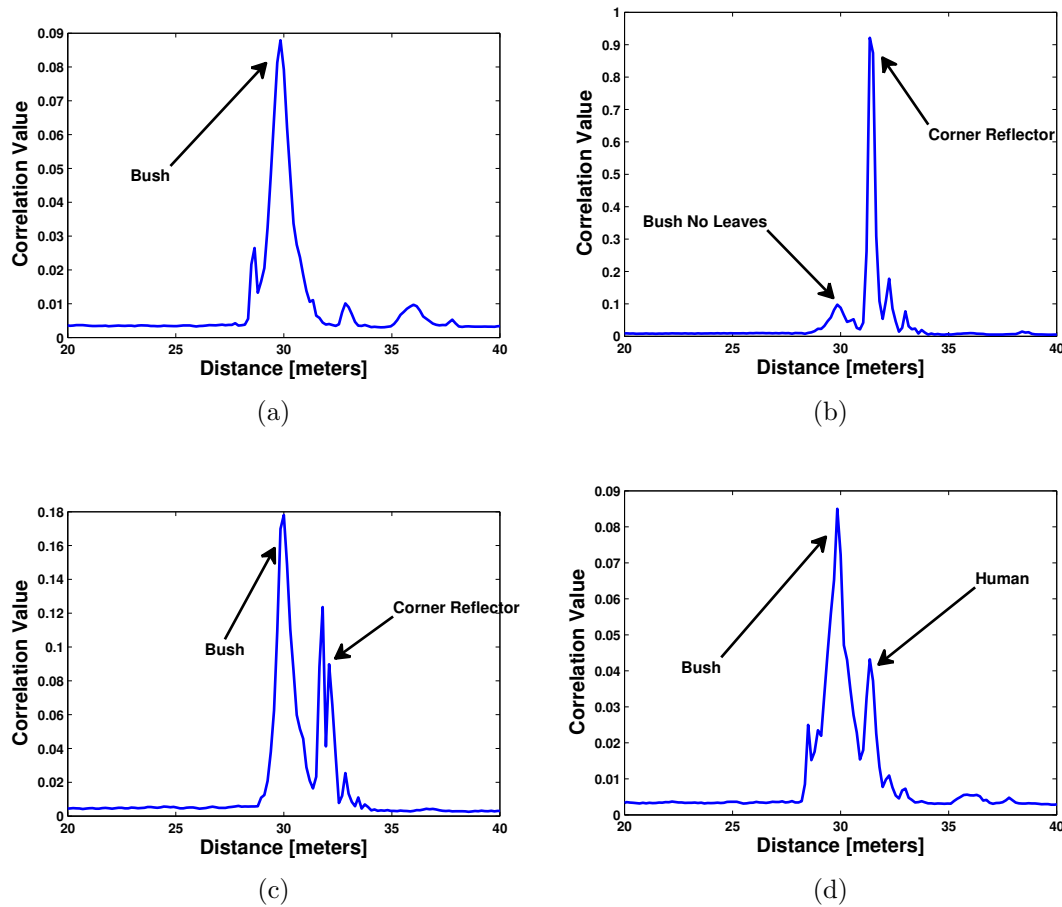 0.09
0.08
0.07
0.06
0.05
0.04
0.03
0.02
0.01
0
20 25 30 35 40
Correlation Value
Distance [meters]
Bush
(a)
1
0.9
0.8
0.7
0.6
0.5
0.4
0.3
0.2
0.1
0
20 25 30 35 40
Correlation Value
Distance [meters]
Corner Reflector
Bush No Leaves
(b)
0.18
0.16
0.14
0.12
0.1
0.08
0.06
0.04
0.02
0
20 25 30 35 40
Correlation Value
Distance [meters]
Corner Reflector
Bush
(c)
0.09
0.08
0.07
0.06
0.05
0.04
0.03
0.02
0.01
0
20 25 30 35 40
Correlation Value
Distance [meters]
Human
Bush
(d)